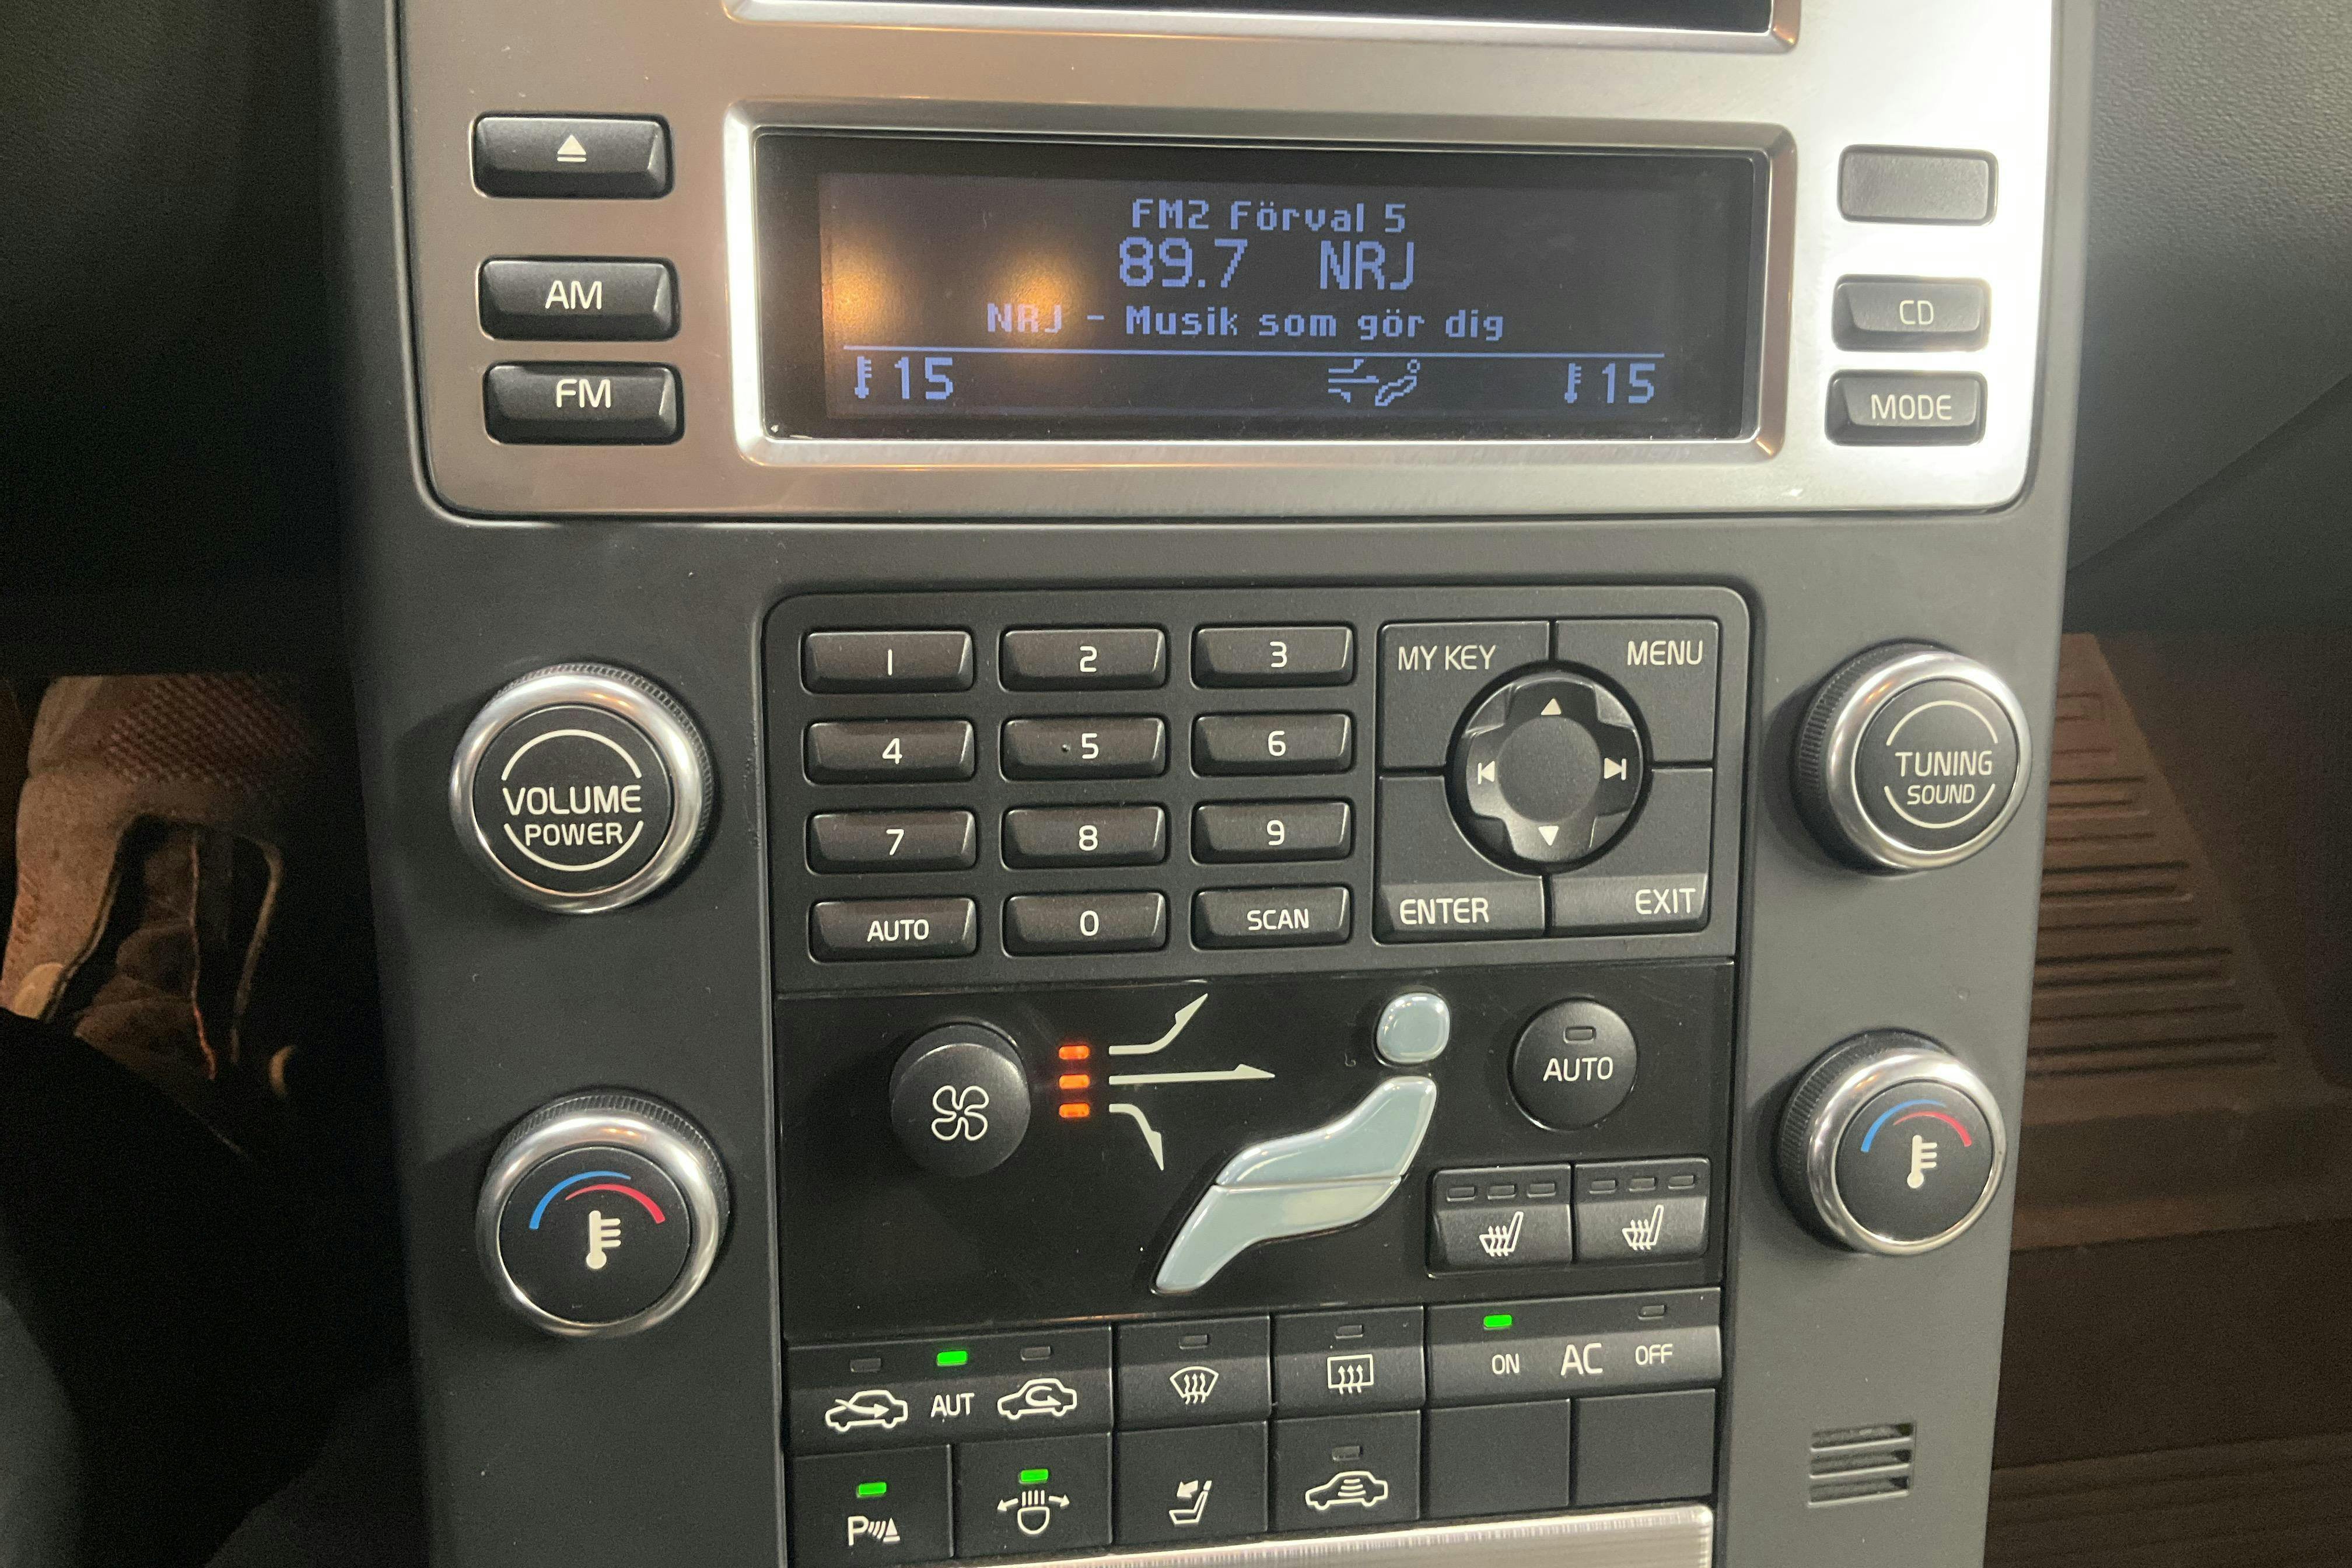 FM2 Förval 5
89.7 NRJ
NRJ - Musik som gör dig
15 15
AM
FM
CD
MODE
1 2 3
4 5 6
7 8 9
AUTO 0 SCAN
MY KEY MENU
ENTER EXIT
VOLUME
POWER
TUNING
SOUND
AUTO
AUT
ON AC OFF
P